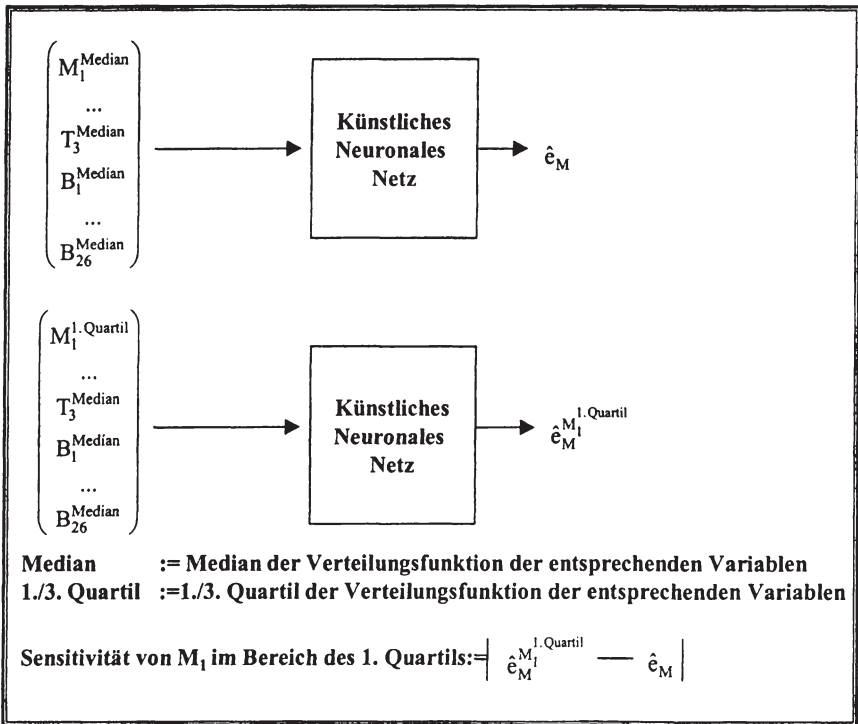 M₁^Median
...
T₃^Median
B₁^Median
...
B₂₆^Median
Künstliches
Neuronales
Netz
ê_M
M₁^1.Quartil
...
T₃^Median
B₁^Median
...
B₂₆^Median
Künstliches
Neuronales
Netz
ê_M^M₁^1.Quartil
Median := Median der Verteilungsfunktion der entsprechenden Variablen
1./3. Quartil :=1./3. Quartil der Verteilungsfunktion der entsprechenden Variablen
Sensitivität von M₁ im Bereich des 1. Quartils:=| ê_M^M₁^1.Quartil — ê_M |